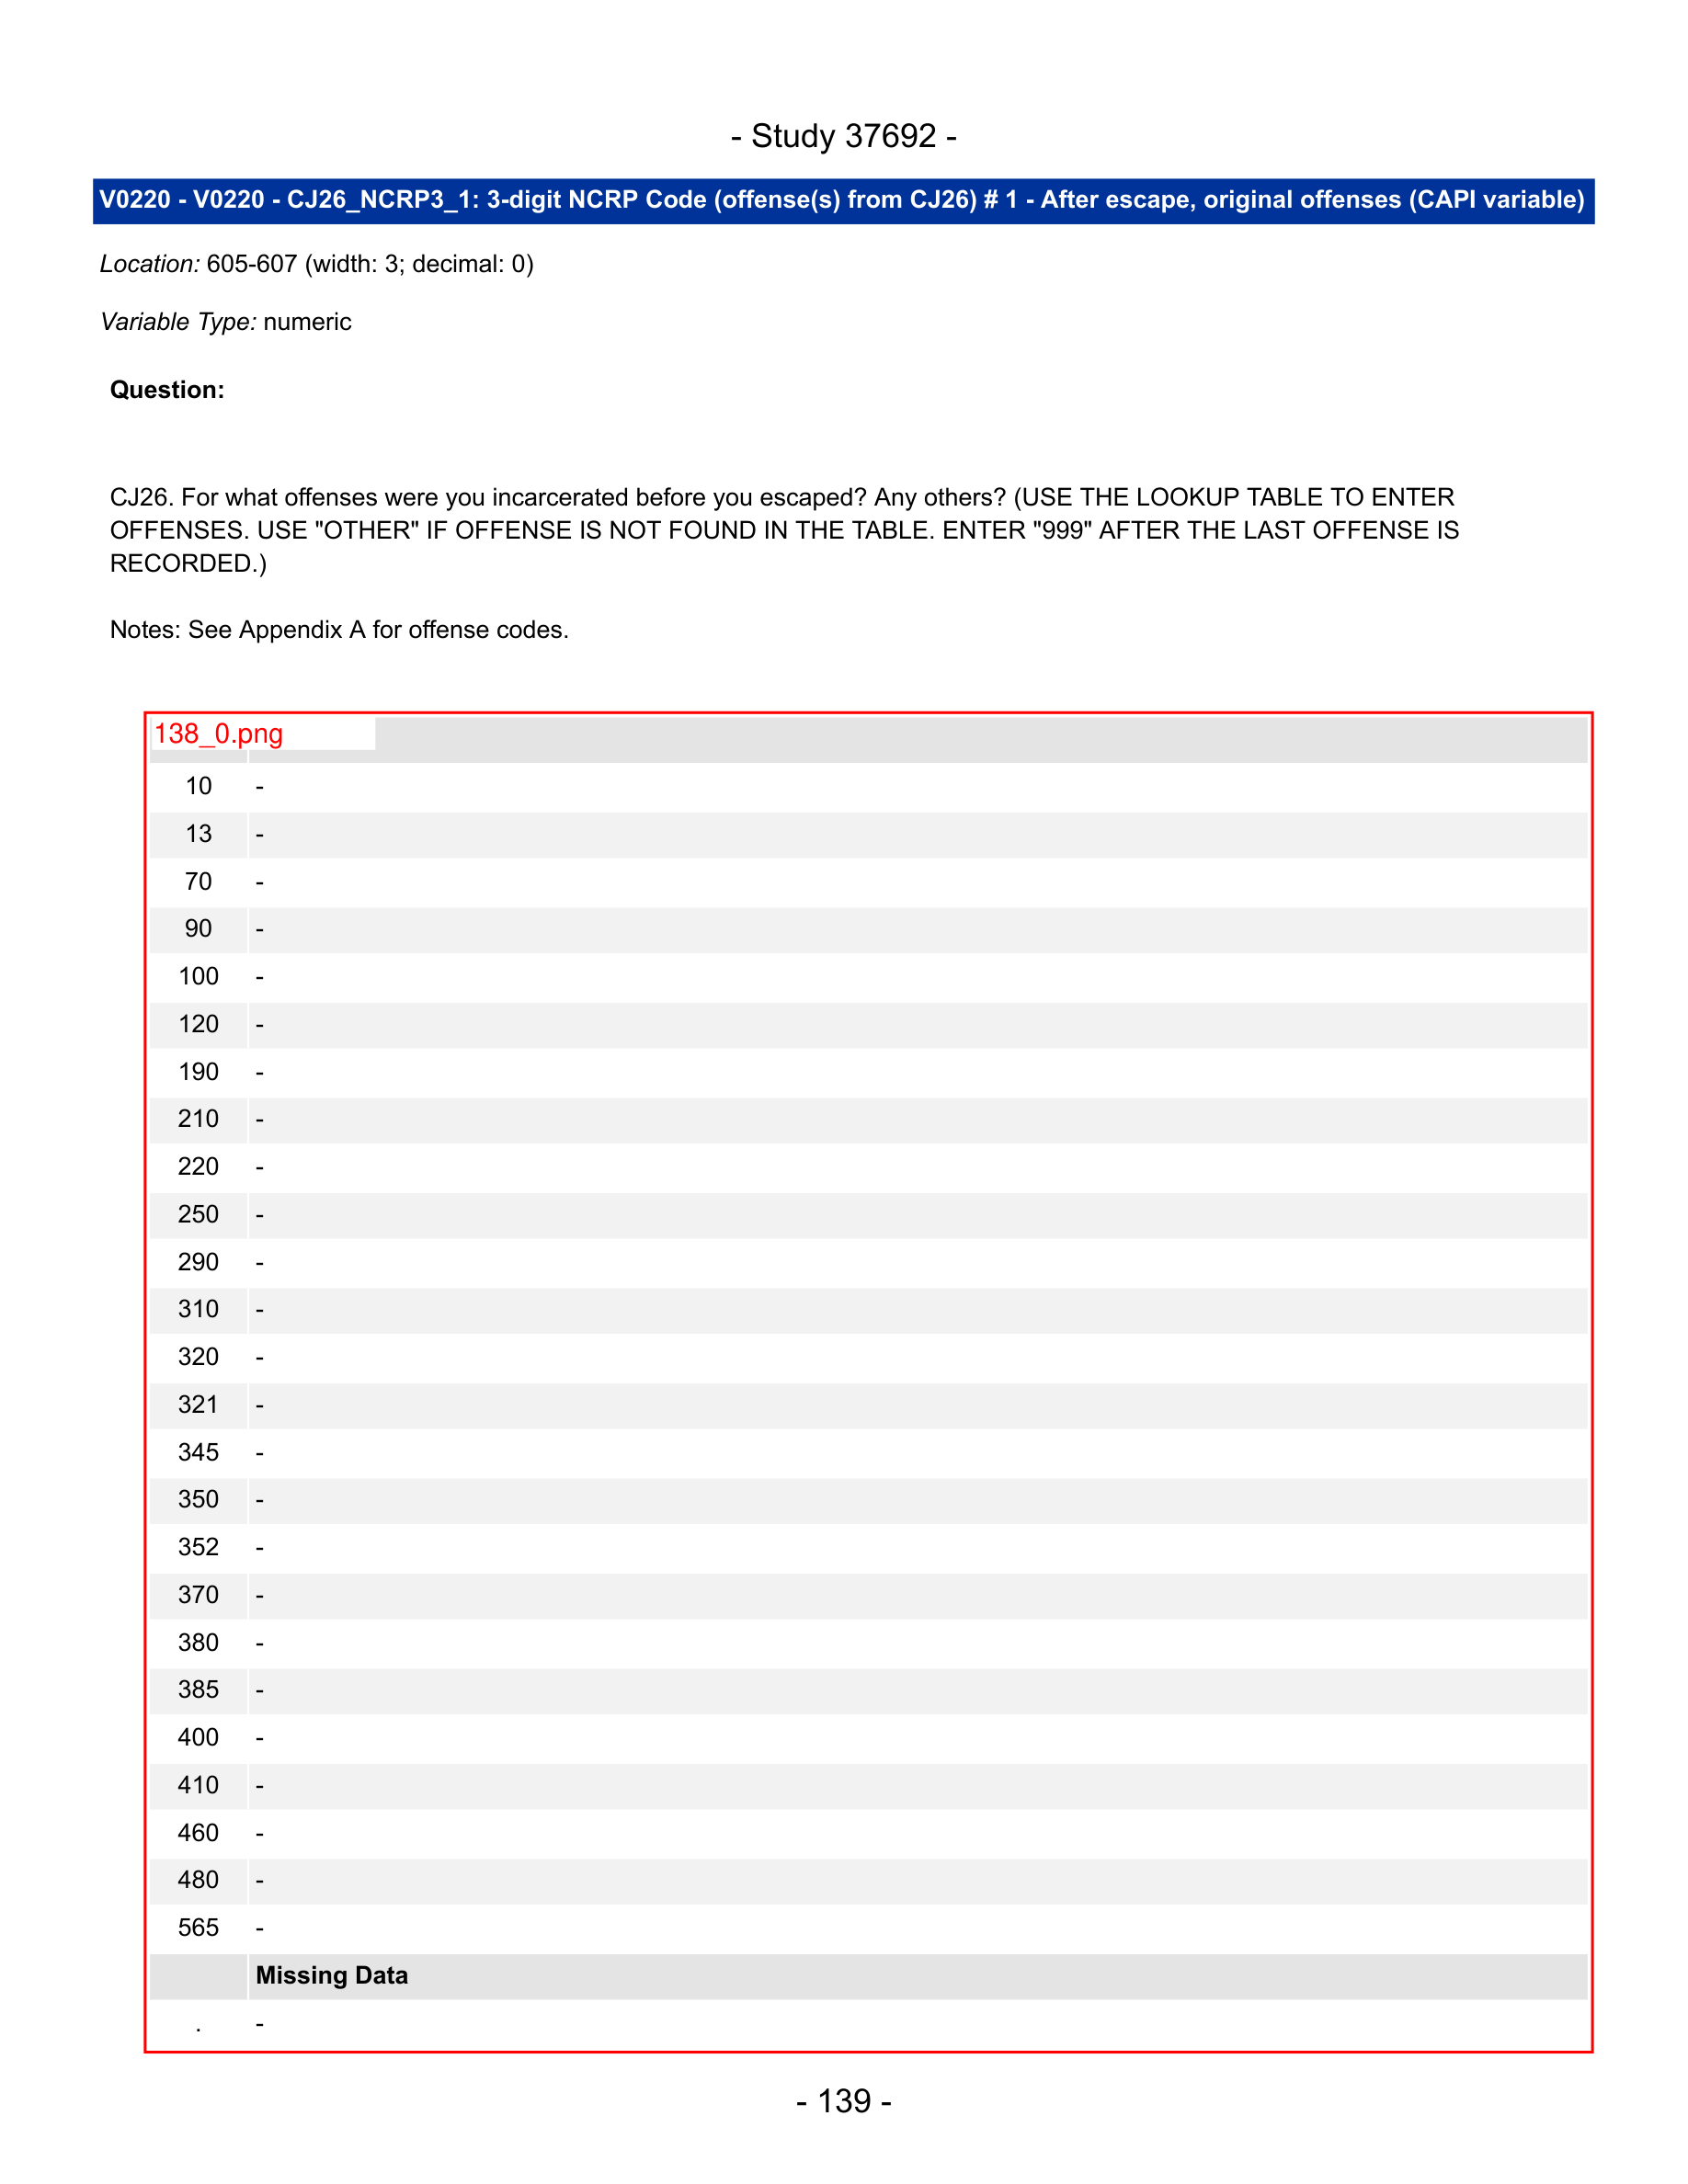 - Study 37692 -
V0220 - V0220 - CJ26_NCRP3_1: 3-digit NCRP Code (offense(s) from CJ26) # 1 - After escape, original offenses (CAPI variable)
Location: 605-607 (width: 3; decimal: 0)
Variable Type: numeric
Question:
CJ26. For what offenses were you incarcerated before you escaped? Any others? (USE THE LOOKUP TABLE TO ENTER
OFFENSES. USE "OTHER" IF OFFENSE IS NOT FOUND IN THE TABLE. ENTER "999" AFTER THE LAST OFFENSE IS
RECORDED.)
Notes: See Appendix A for offense codes.
138_0.png
10 -
13 -
70 -
90 -
100 -
120 -
190 -
210 -
220 -
250 -
290 -
310 -
320 -
321 -
345 -
350 -
352 -
370 -
380 -
385 -
400 -
410 -
460 -
480 -
565 -
Missing Data
. -
- 139 -